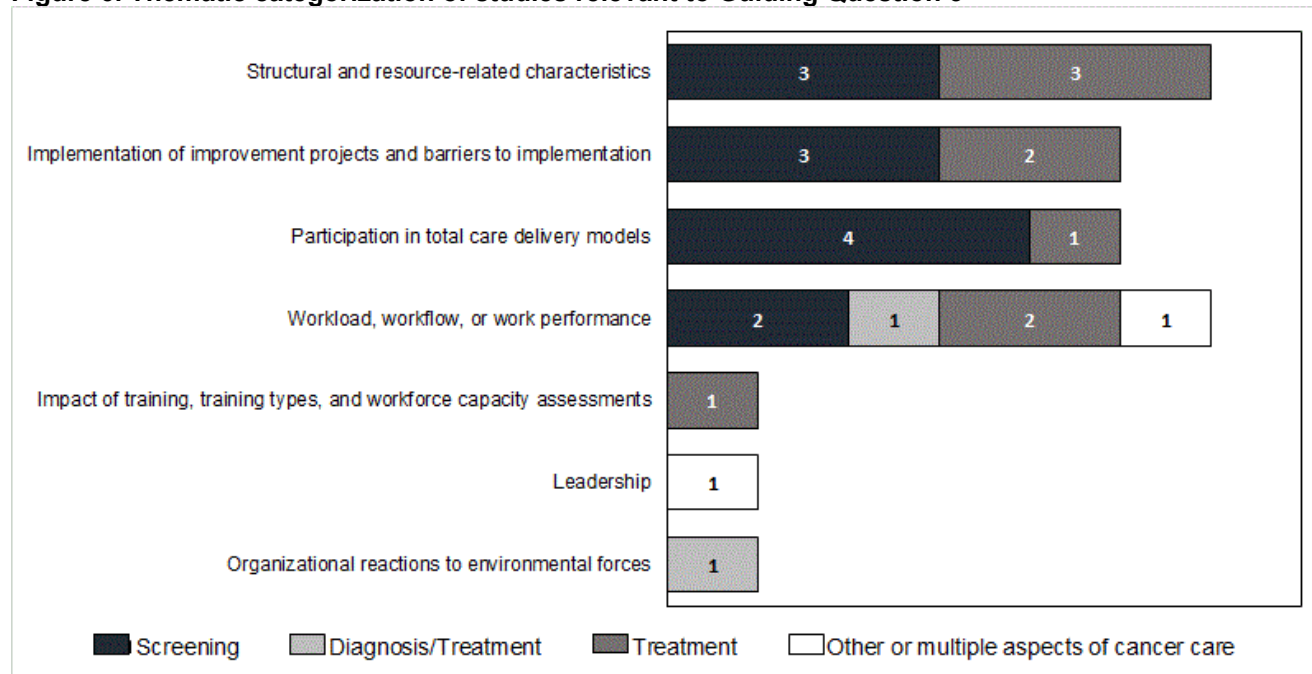 Structural and resource-related characteristics
3 3
Implementation of improvement projects and barriers to implementation
3 2
Participation in total care delivery models
4 1
Workload, workflow, or work performance
2 1 2 1
Impact of training, training types, and workforce capacity assessments
1
Leadership
1
Organizational reactions to environmental forces
1
Screening Diagnosis/Treatment Treatment Other or multiple aspects of cancer care